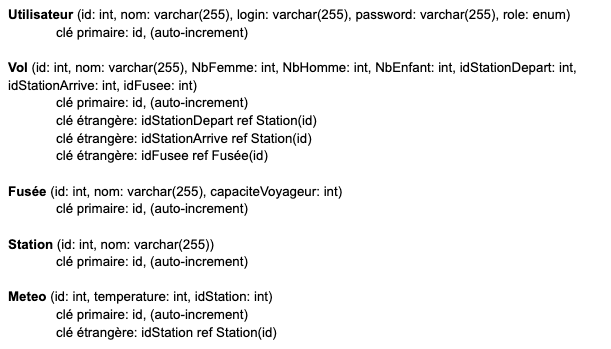 Utilisateur (id: int, nom: varchar(255), login: varchar(255), password: varchar(255), role: enum)
clé primaire: id, (auto-increment)
Vol (id: int, nom: varchar(255), NbFemme: int, NbHomme: int, NbEnfant: int, idStationDepart: int,
idStationArrive: int, idFusee: int)
clé primaire: id, (auto-increment)
clé étrangère: idStationDepart ref Station(id)
clé étrangère: idStationArrive ref Station(id)
clé étrangère: idFusee ref Fusée(id)
Fusée (id: int, nom: varchar(255), capaciteVoyageur: int)
clé primaire: id, (auto-increment)
Station (id: int, nom: varchar(255))
clé primaire: id, (auto-increment)
Meteo (id: int, temperature: int, idStation: int)
clé primaire: id, (auto-increment)
clé étrangère: idStation ref Station(id)